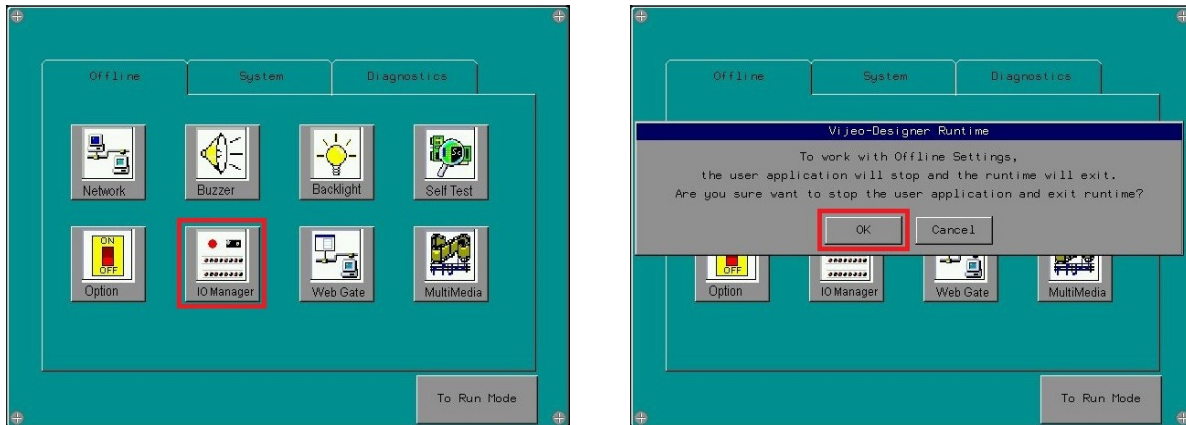 Offline System Diagnostics
Network Buzzer Backlight Self Test
ON
OFF
Option IO Manager Web Gate MultiMedia
To Run Mode
Offline System Diagnostics
Vijeo-Designer Runtime
To work with Offline Settings,
the user application will stop and the runtime will exit.
Are you sure want to stop the user application and exit runtime?
OK Cancel
OFF
Option IO Manager Web Gate MultiMedia
To Run Mode